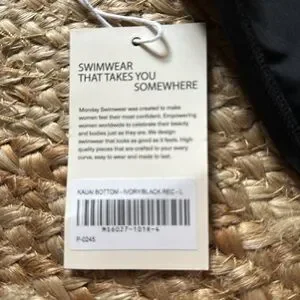 SWIMWEAR
THAT TAKES YOU
SOMEWHERE
Monday Swimwear was created to make
women feel their most confident. Empowering
women worldwide to celebrate their beauty
and bodies just as they are. We design
swimwear that looks as good as it feels. High
quality pieces that are crafted to your every
curve, easy to wear and made to last.
KAUAI BOTTOM - IVORY/BLACK REC - L
MS6027-1018-4
P-0245